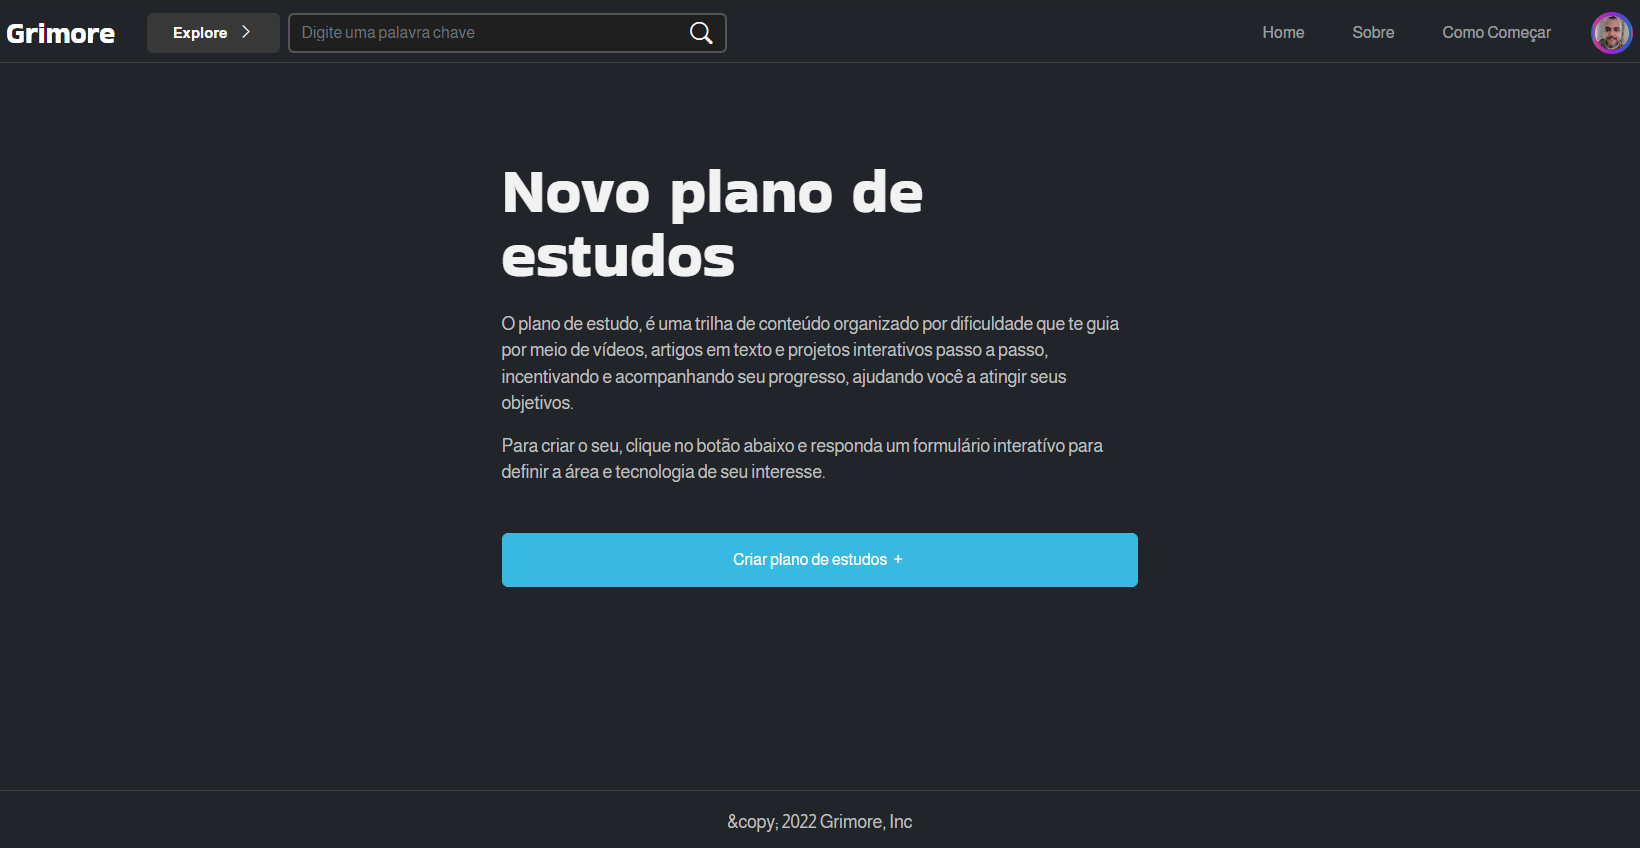 Grimore
Explore
Digite uma palavra chave
Home
Sobre
Como Começar
Novo plano de
estudos
O plano de estudo, é uma trilha de conteúdo organizado por dificuldade que te guia
por meio de vídeos, artigos em texto e projetos interativos passo a passo,
incentivando e acompanhando seu progresso, ajudando você a atingir seus
objetivos.
Para criar o seu, clique no botão abaixo e responda um formulário interatívo para
definir a área e tecnologia de seu interesse.
Criar plano de estudos +
&copy; 2022 Grimore, Inc